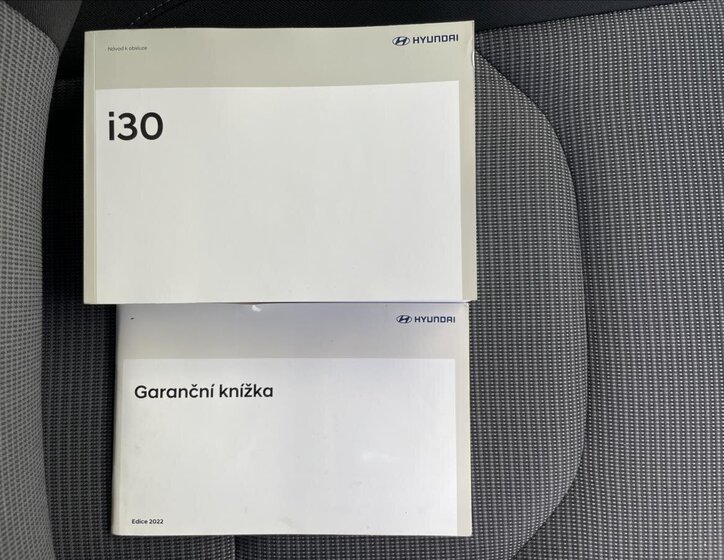 Návod k obsluze
HYUNDAI
i30
HYUNDAI
Garanční knížka
Edice 2022